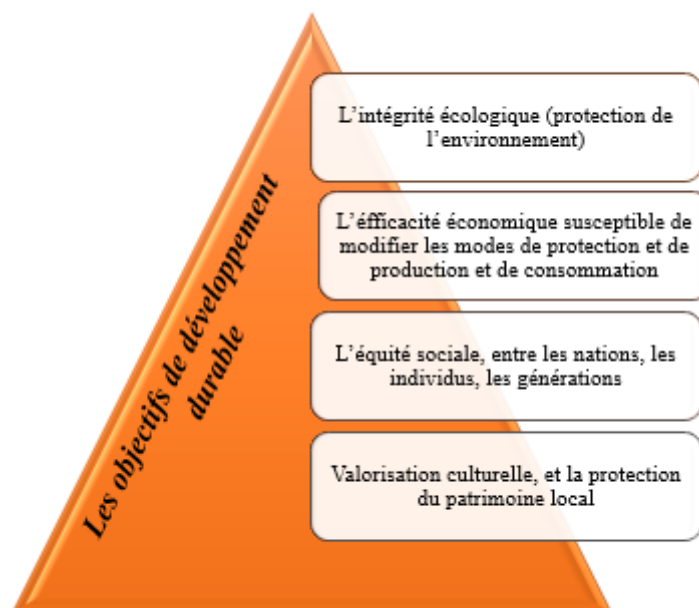 Les objectifs de développement
durable
L'intégrité écologique (protection de
l'environnement)
L'éfficacité économique susceptible de
modifier les modes de protection et de
production et de consommation
L'équité sociale, entre les nations, les
individus, les générations
Valorisation culturelle, et la protection
du patrimoine local